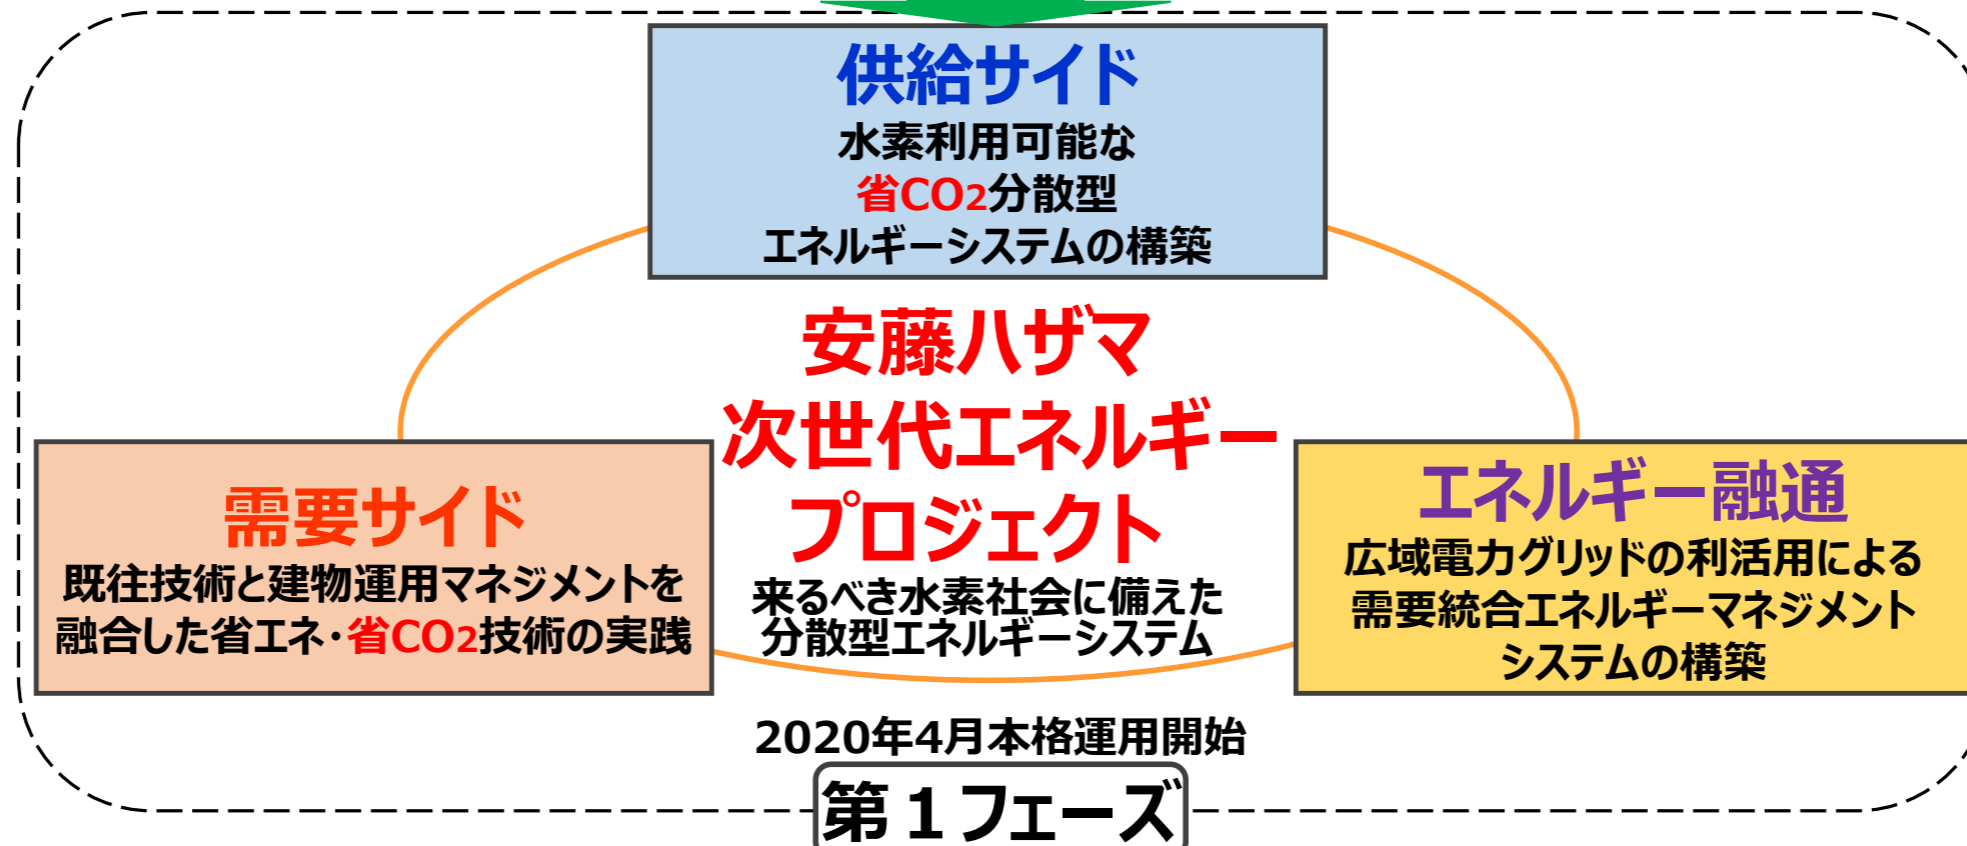 供給サイド
水素利用可能な
省CO2分散型
エネルギーシステムの構築
安藤ハザマ
次世代エネルギー
プロジェクト
来るべき水素社会に備えた
分散型エネルギーシステム
需要サイド
既往技術と建物運用マネジメントを
融合した省エネ・省CO2技術の実践
エネルギー融通
広域電力グリッドの利活用による
需要統合エネルギーマネジメント
システムの構築
2020年4月本格運用開始
第1フェーズ